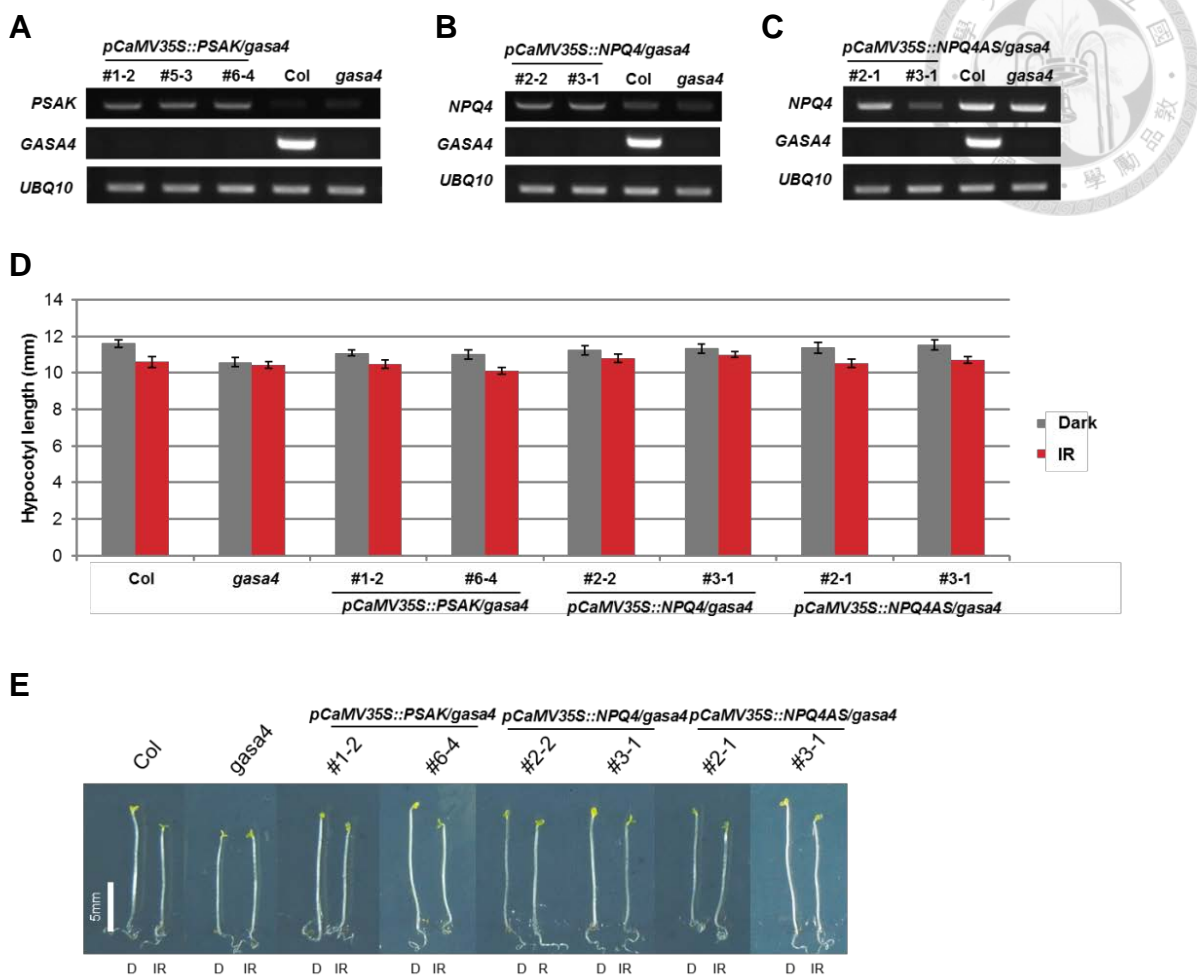 A
pCaMV35S::PSAK/gasa4
#1-2 #5-3 #6-4 Col gasa4
PSAK
GASA4
UBQ10
B
pCaMV35S::NPQ4/gasa4
#2-2 #3-1 Col gasa4
NPQ4
GASA4
UBQ10
C
pCaMV35S::NPQ4AS/gasa4
#2-1 #3-1 Col gasa4
NPQ4
GASA4
UBQ10
國
敦
品
勵
學
D
Hypocotyl length (mm)
14
12
10
8
6
4
2
0
Dark
IR
Col gasa4 #1-2 #6-4 #2-2 #3-1 #2-1 #3-1
pCaMV35S::PSAK/gasa4 pCaMV35S::NPQ4/gasa4 pCaMV35S::NPQ4AS/gasa4
E
pCaMV35S::PSAK/gasa4 pCaMV35S::NPQ4/gasa4 pCaMV35S::NPQ4AS/gasa4
Col gasa4 #1-2 #6-4 #2-2 #3-1 #2-1 #3-1
5mm
D IR D IR D IR D IR D R D IR D IR D IR